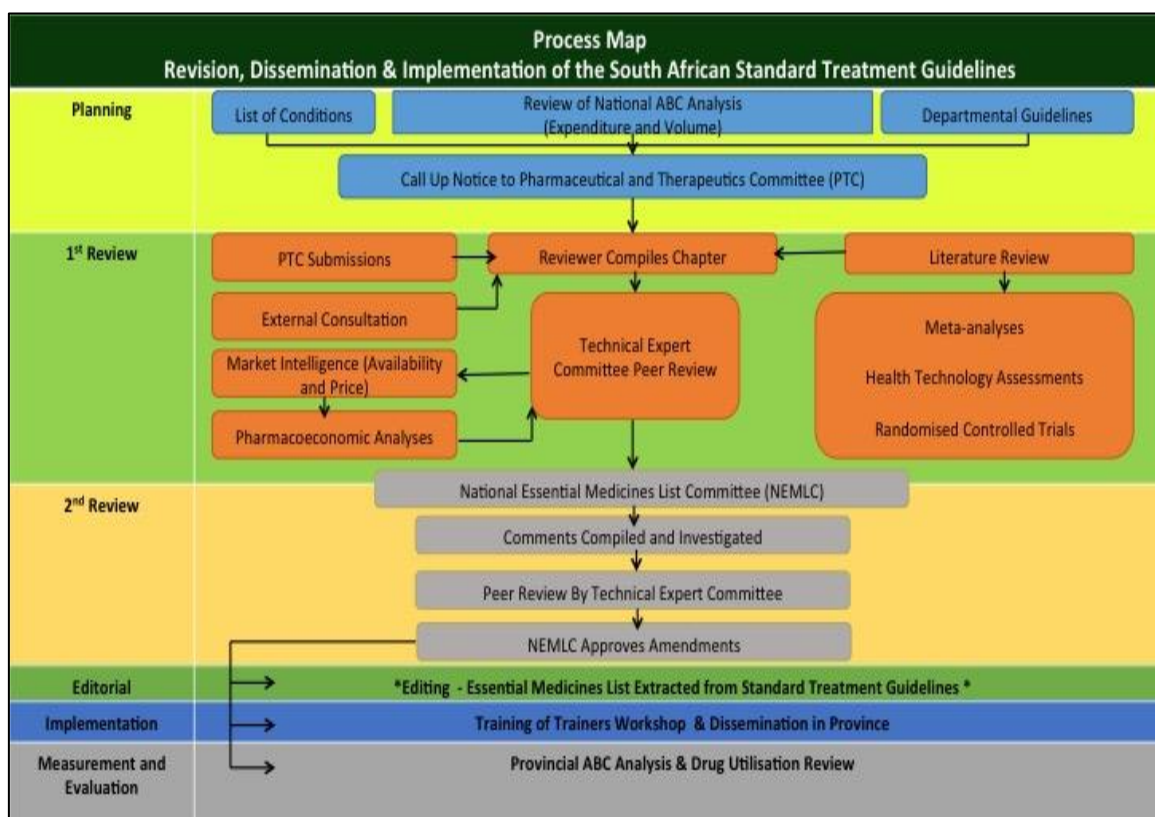 Process Map
Revision, Dissemination & Implementation of the South African Standard Treatment Guidelines
Planning
List of Conditions
Review of National ABC Analysis
(Expenditure and Volume)
Departmental Guidelines
Call Up Notice to Pharmaceutical and Therapeutics Committee (PTC)
1st Review
PTC Submissions
Reviewer Compiles Chapter
Literature Review
External Consultation
Technical Expert
Committee Peer Review
Market Intelligence (Availability
and Price)
Pharmacoeconomic Analyses
Meta-analyses
Health Technology Assessments
Randomised Controlled Trials
2nd Review
National Essential Medicines List Committee (NEMLC)
Comments Compiled and Investigated
Peer Review By Technical Expert Committee
NEMLC Approves Amendments
Editorial
*Editing - Essential Medicines List Extracted from Standard Treatment Guidelines *
Implementation
Training of Trainers Workshop & Dissemination in Province
Measurement and
Evaluation
Provincial ABC Analysis & Drug Utilisation Review